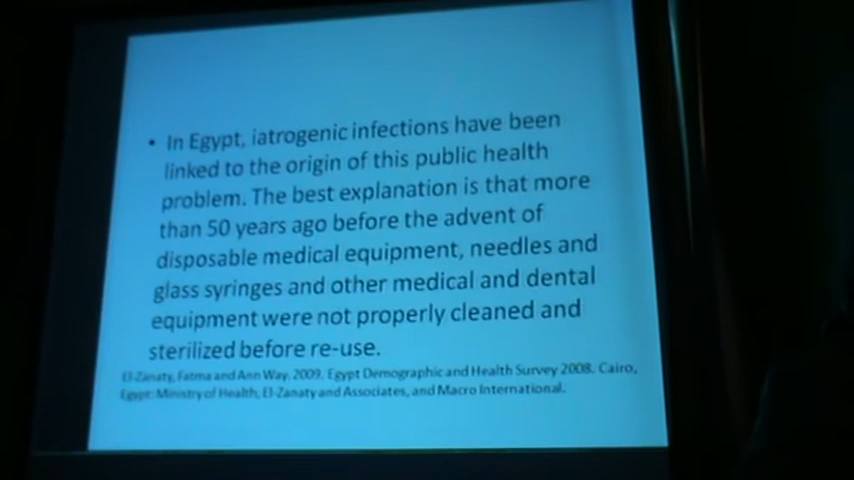 • In Egypt, iatrogenic infections have been
linked to the origin of this public health
problem. The best explanation is that more
than 50 years ago before the advent of
disposable medical equipment, needles and
glass syringes and other medical and dental
equipment were not properly cleaned and
sterilized before re-use.
El-Zanaty, Fatma and Ann Way. 2009. Egypt Demographic and Health Survey 2008. Cairo,
Egypt: Ministry of Health, El-Zanaty and Associates, and Macro International.